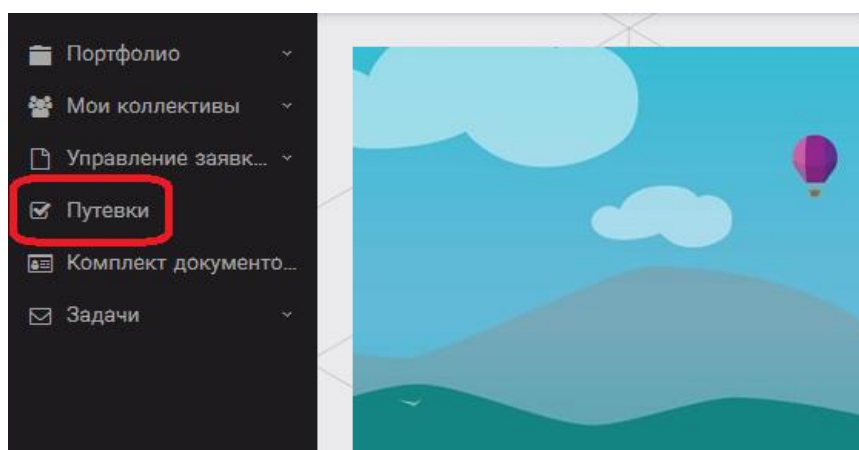 Портфолио
Мои коллективы
Управление заявк...
Путевки
Комплект документо...
Задачи